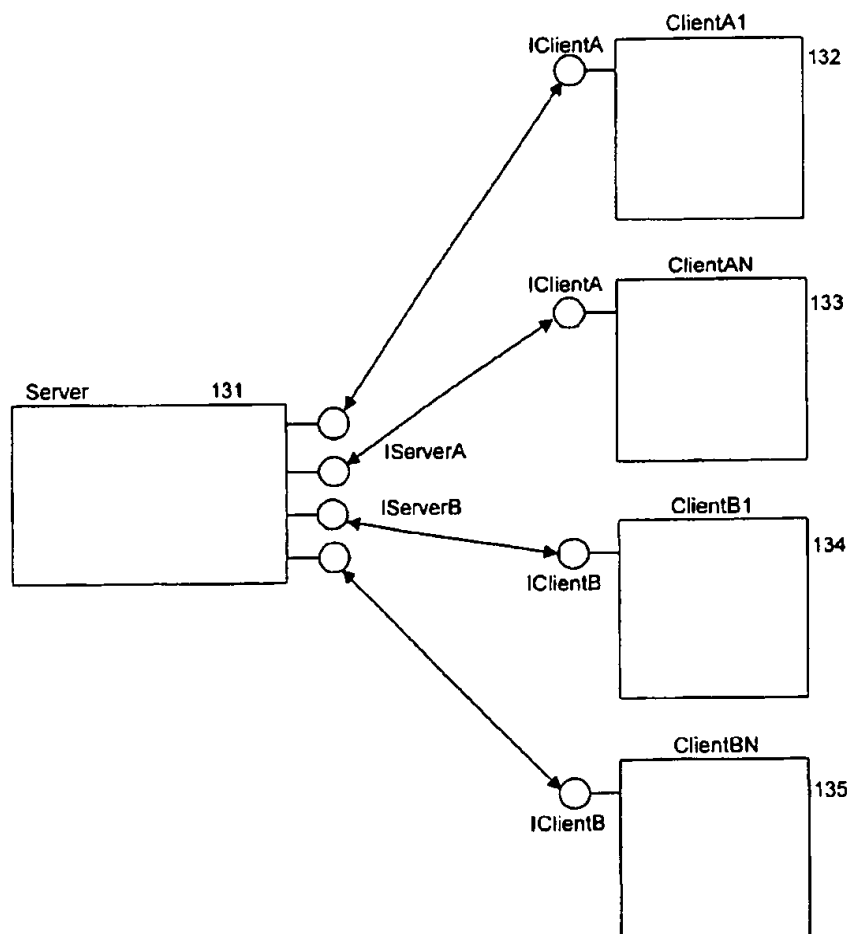 ClientA1
IClientA
132
ClientAN
IClientA
133
Server 131
IServerA
IServerB
ClientB1
134
IClientB
ClientBN
135
IClientB